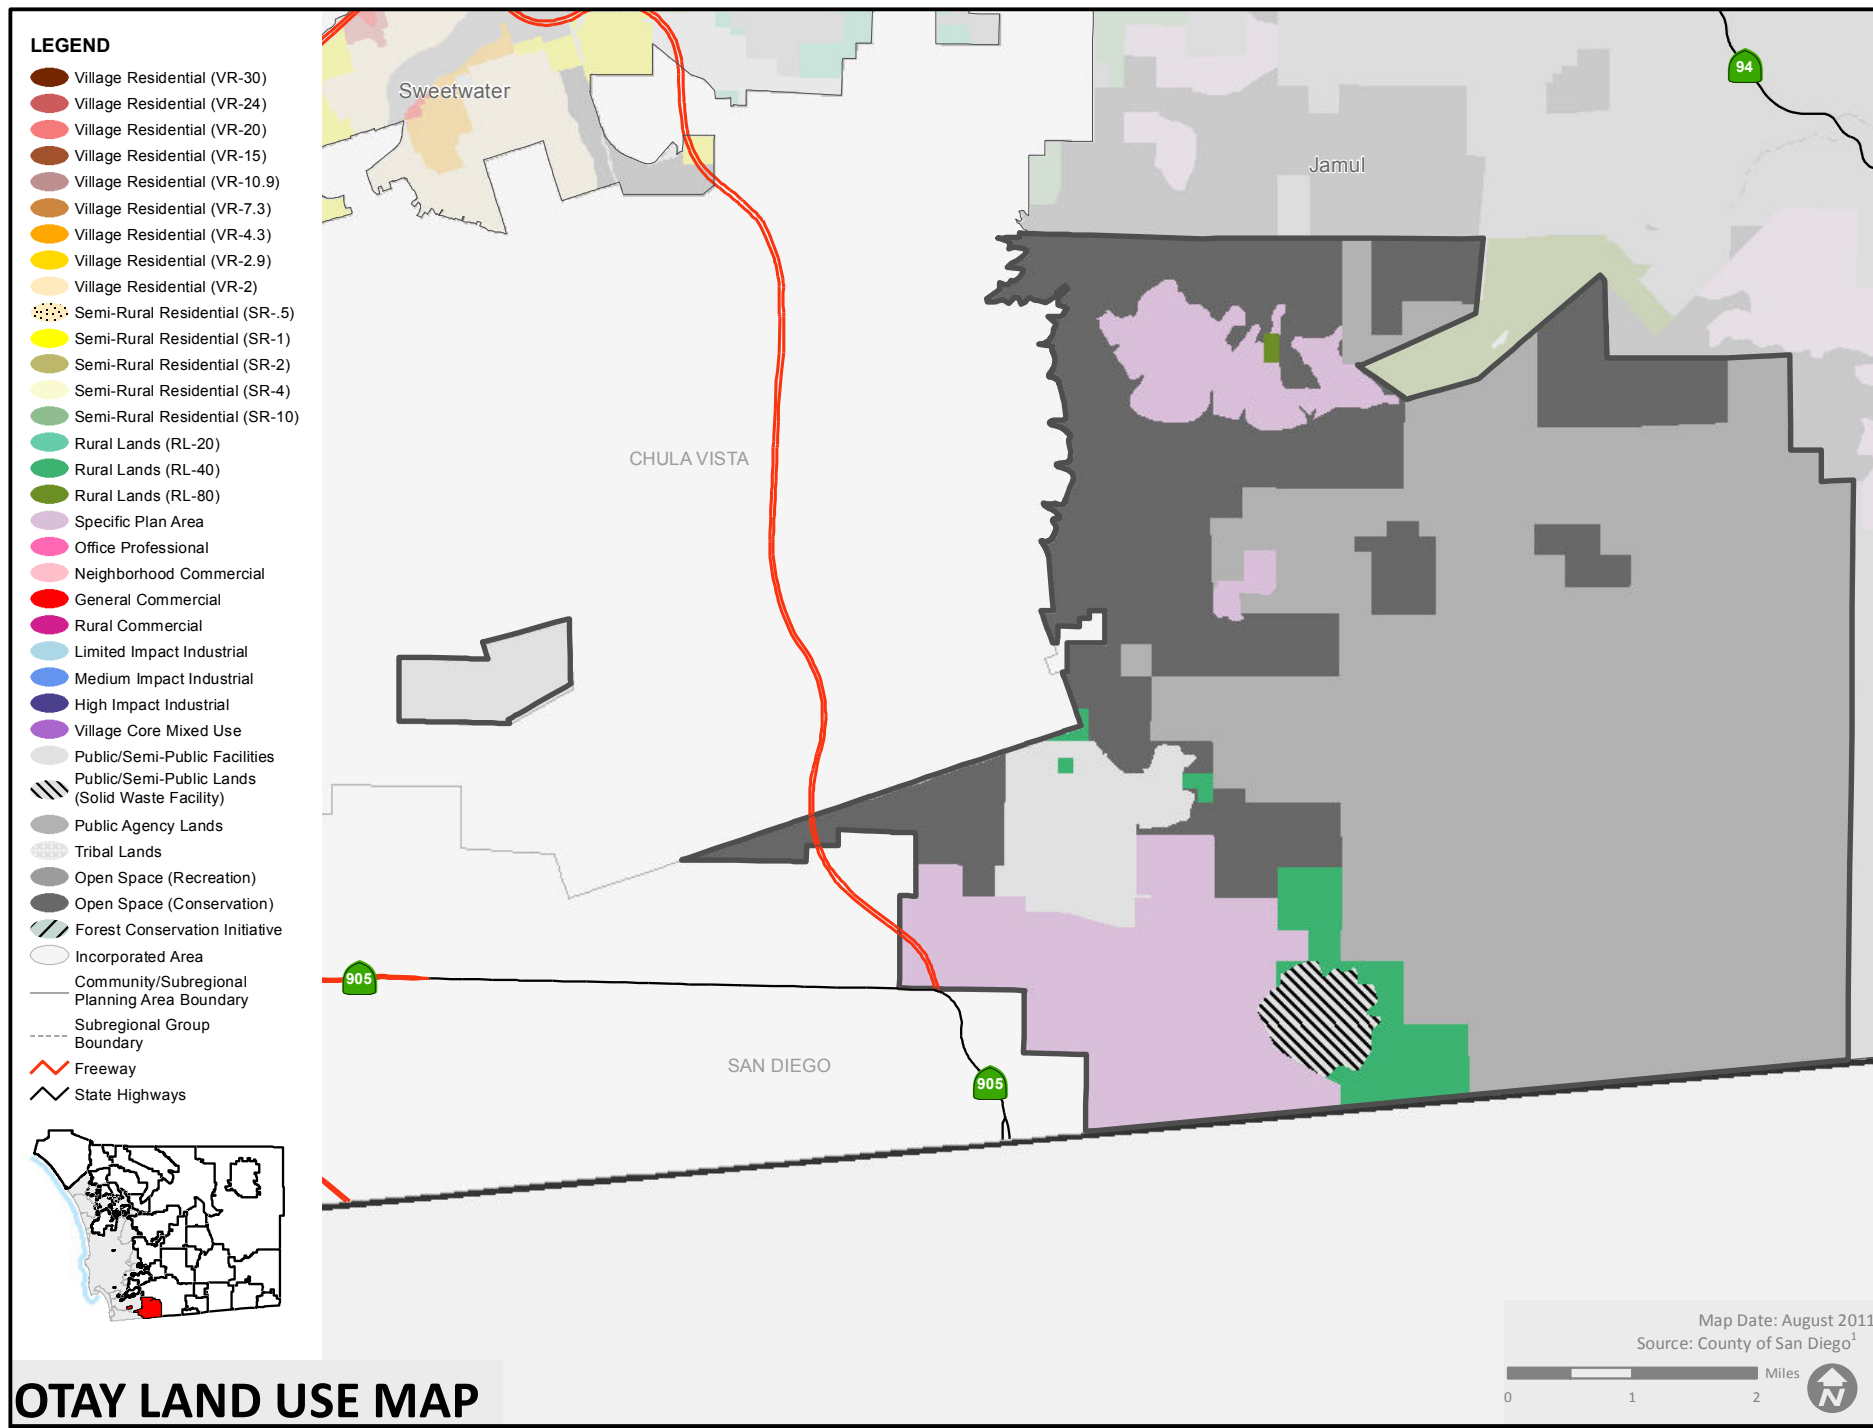 LEGEND
Village Residential (VR-30)
Village Residential (VR-24)
Village Residential (VR-20)
Village Residential (VR-15)
Village Residential (VR-10.9)
Village Residential (VR-7.3)
Village Residential (VR-4.3)
Village Residential (VR-2.9)
Village Residential (VR-2)
Semi-Rural Residential (SR-.5)
Semi-Rural Residential (SR-1)
Semi-Rural Residential (SR-2)
Semi-Rural Residential (SR-4)
Semi-Rural Residential (SR-10)
Rural Lands (RL-20)
Rural Lands (RL-40)
Rural Lands (RL-80)
Specific Plan Area
Office Professional
Neighborhood Commercial
General Commercial
Rural Commercial
Limited Impact Industrial
Medium Impact Industrial
High Impact Industrial
Village Core Mixed Use
Public/Semi-Public Facilities
Public/Semi-Public Lands
(Solid Waste Facility)
Public Agency Lands
Tribal Lands
Open Space (Recreation)
Open Space (Conservation)
Forest Conservation Initiative
Incorporated Area
Community/Subregional
Planning Area Boundary
Subregional Group
Boundary
Freeway
State Highways
Sweetwater
94
Jamul
CHULA VISTA
905
SAN DIEGO
905
Map Date: August 2011
Source: County of San Diego1
Miles
0 1 2
N
OTAY LAND USE MAP